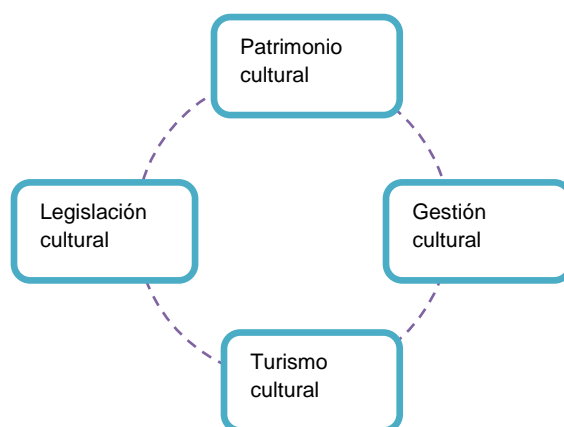 Patrimonio
cultural
Legislación
cultural
Gestión
cultural
Turismo
cultural